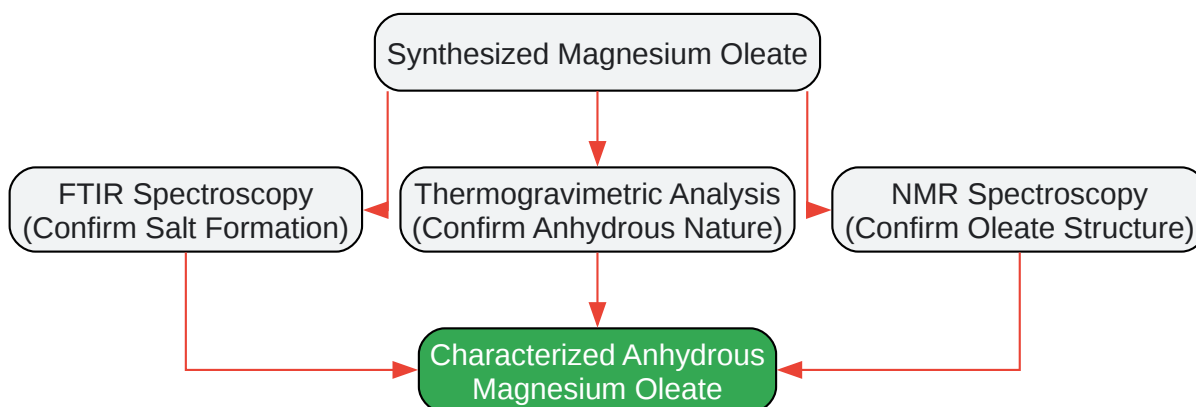 Synthesized Magnesium Oleate
FTIR Spectroscopy
(Confirm Salt Formation)
Thermogravimetric Analysis
(Confirm Anhydrous Nature)
NMR Spectroscopy
(Confirm Oleate Structure)
Characterized Anhydrous
Magnesium Oleate